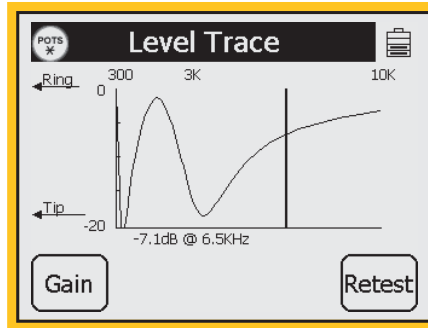 POTS
*
Level Trace
Ring
300 3K 10K
0
Tip
-20
-7.1dB @ 6.5KHz
Gain Retest